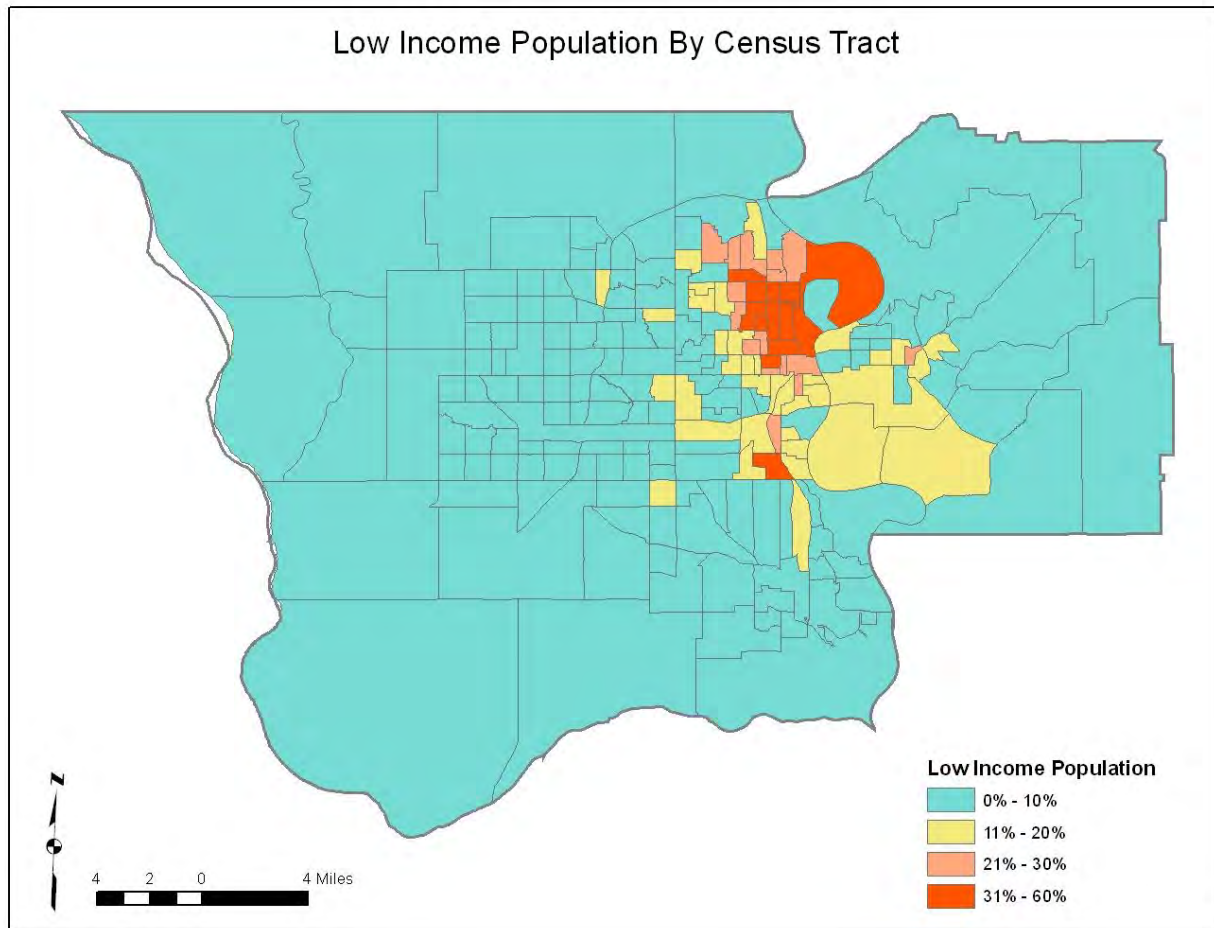 Low Income Population By Census Tract
Low Income Population
0% - 10%
11% - 20%
21% - 30%
31% - 60%
N
4 2 0 4 Miles